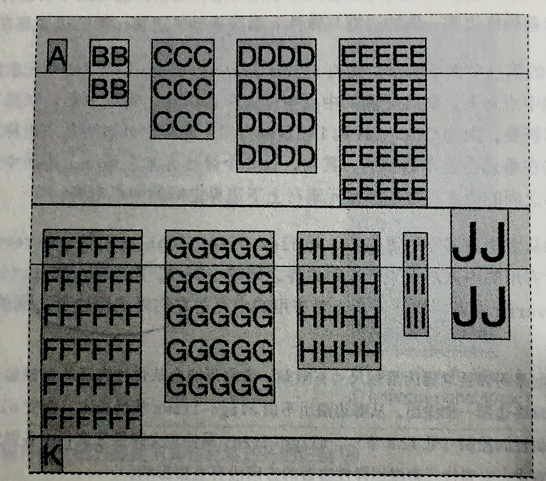 A BB CCC DDDD EEEEE
BB CCC DDDD EEEEE
CCC DDDD EEEEE
DDDD EEEEE
EEEEE
FFFFFF GGGGG HHHH III JJ
FFFFFF GGGGG HHHH III
FFFFFF GGGGG HHHH III JJ
FFFFFF GGGGG HHHH
FFFFFF GGGGG
FFFFFF
K